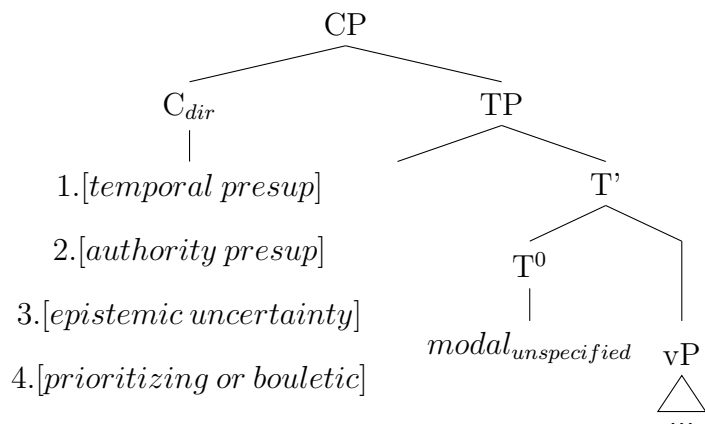 CP
C_dir TP
1.[temporal presup] T'
2.[authority presup] T⁰
3.[epistemic uncertainty] modal_unspecified vP
4.[prioritizing or bouletic]
...